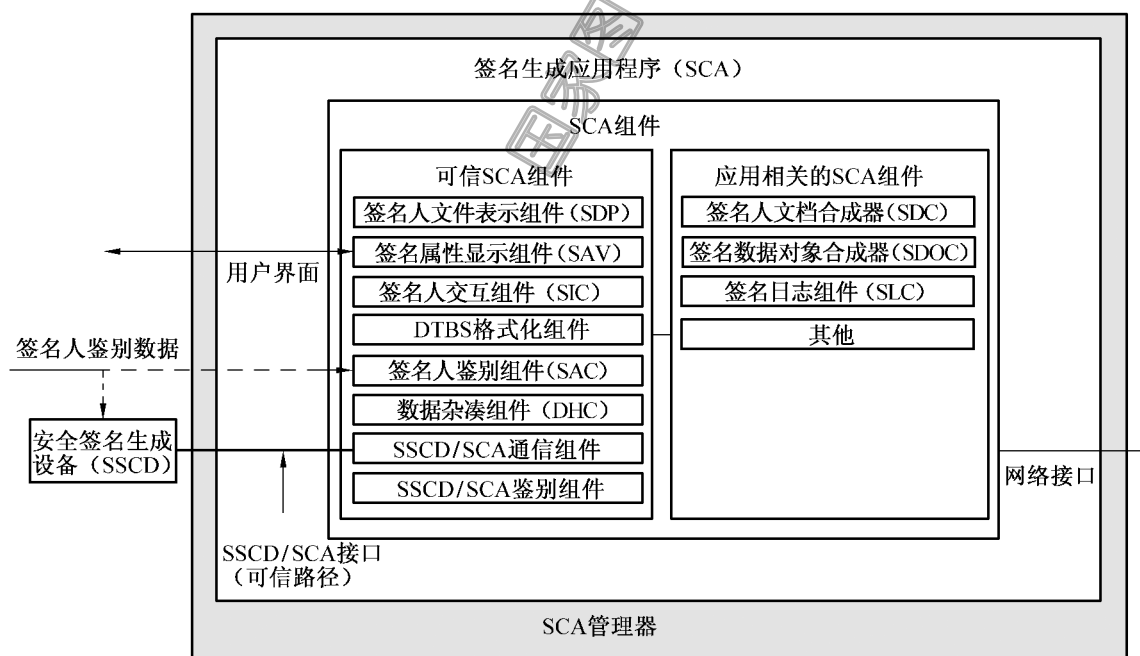 国家图
签名生成应用程序（SCA）
SCA组件
可信SCA组件
签名人文件表示组件(SDP)
签名属性显示组件(SAV)
签名人交互组件(SIC)
DTBS格式化组件
签名人鉴别组件(SAC)
数据杂凑组件(DHC)
SSCD/SCA通信组件
SSCD/SCA鉴别组件
应用相关的SCA组件
签名人文档合成器(SDC)
签名数据对象合成器(SDOC)
签名日志组件(SLC)
其他
用户界面
签名人鉴别数据
安全签名生成
设备（SSCD）
SSCD/SCA接口
（可信路径）
网络接口
SCA管理器